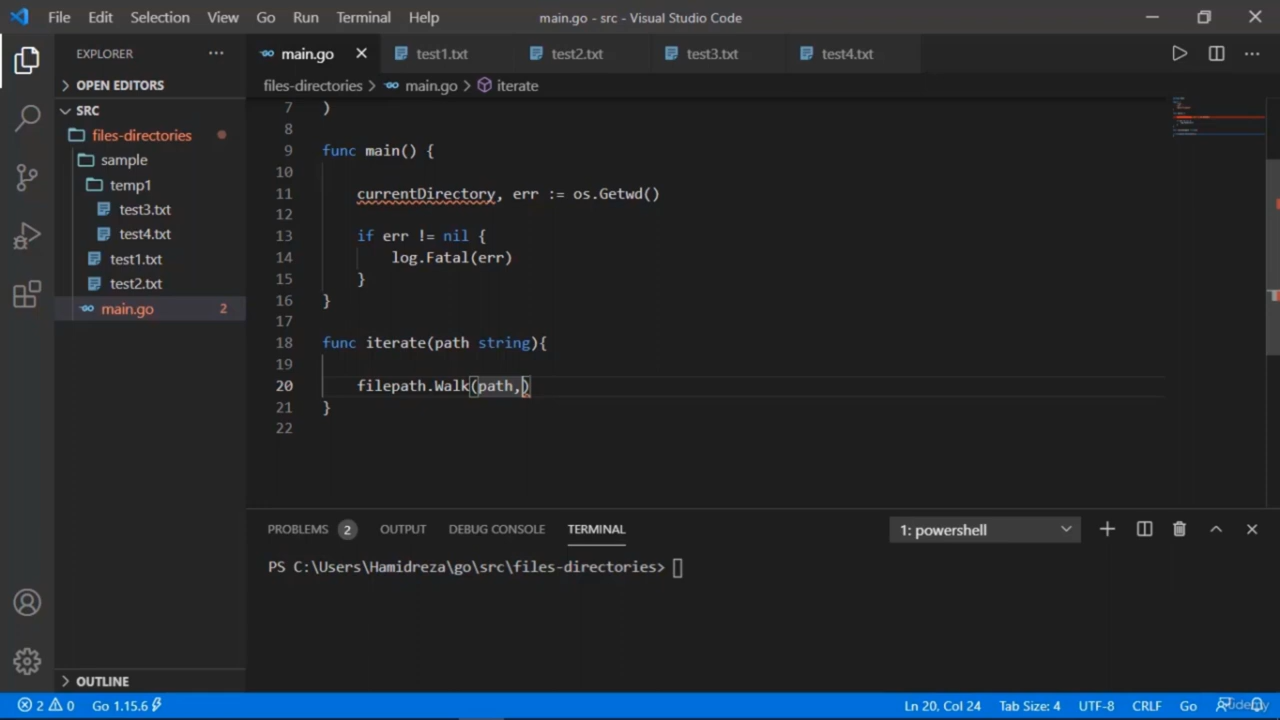 File Edit Selection View Go Run Terminal Help main.go - src - Visual Studio Code
EXPLORER
OPEN EDITORS
SRC
files-directories
sample
temp1
test3.txt
test4.txt
test1.txt
test2.txt
main.go 2
OUTLINE
main.go test1.txt test2.txt test3.txt test4.txt
files-directories > main.go > iterate
7 )
8
9 func main() {
10
11 currentDirectory, err := os.Getwd()
12
13 if err != nil {
14 log.Fatal(err)
15 }
16 }
17
18 func iterate(path string){
19
20 filepath.Walk(path,)
21 }
22
PROBLEMS 2 OUTPUT DEBUG CONSOLE TERMINAL 1: powershell
PS C:\Users\Hamidreza\go\src\files-directories>
2 0 Go 1.15.6 Ln 20, Col 24 Tab Size: 4 UTF-8 CRLF Go
Udemy